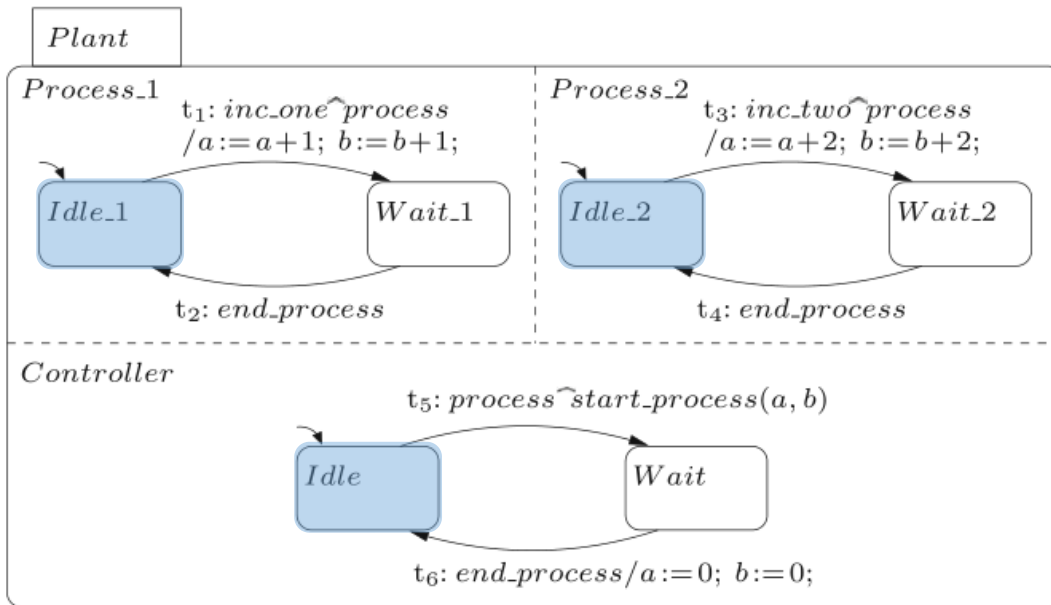 Plant
Process_1
t₁: inc_one^process
/a:=a+1; b:=b+1;
Idle_1
Wait_1
t₂: end_process
Process_2
t₃: inc_two^process
/a:=a+2; b:=b+2;
Idle_2
Wait_2
t₄: end_process
Controller
t₅: process^start_process(a, b)
Idle
Wait
t₆: end_process/a:=0; b:=0;